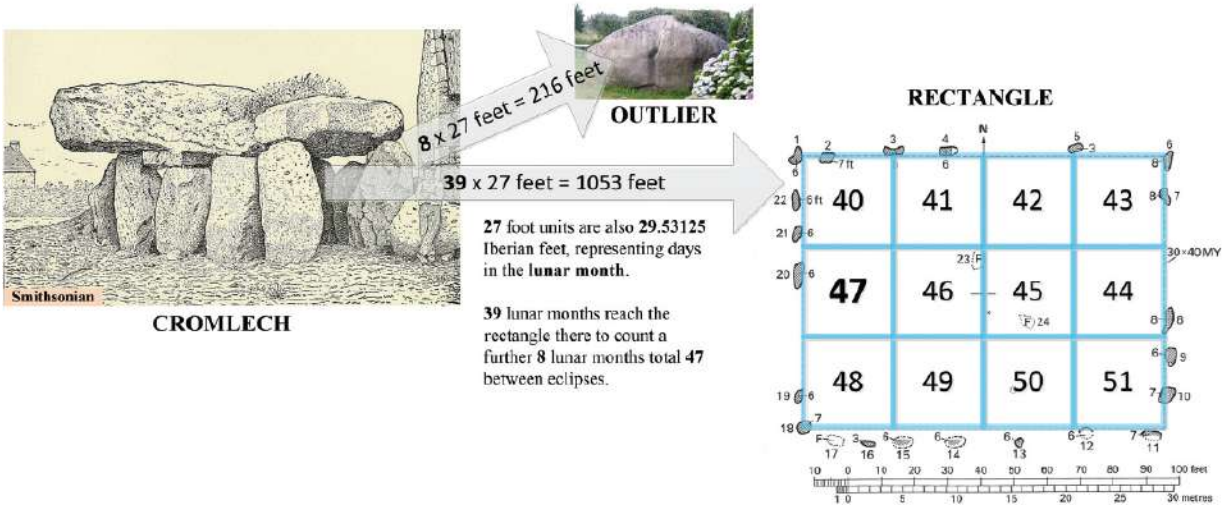 Smithsonian
CROMLECH
8 x 27 feet = 216 feet
39 x 27 feet = 1053 feet
OUTLIER
27 foot units are also 29.53125
Iberian feet, representing days
in the lunar month.
39 lunar months reach the
rectangle there to count a
further 8 lunar months total 47
between eclipses.
RECTANGLE
N
1 2 3 4 5 6
6 7 ft 6 3 8
40 41 42 43
22 6 ft 8 7
21 6
23 F 30×40MY
20 6
47 46 45 44
F 24
8 8
6 9
48 49 50 51
19 6 7 10
18 7
F 3 6 6 6 6 7
17 16 15 14 13 12 11
10 0 10 20 30 40 50 60 70 80 90 100 feet
1 0 5 10 15 20 25 30 metres